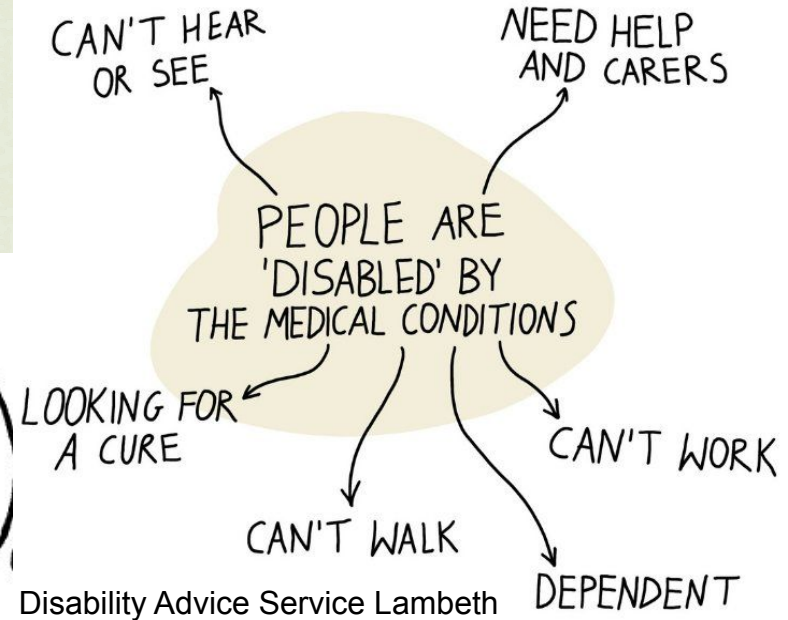 CAN'T HEAR
OR SEE
NEED HELP
AND CARERS
PEOPLE ARE
'DISABLED' BY
THE MEDICAL CONDITIONS
LOOKING FOR
A CURE
CAN'T WORK
CAN'T WALK
DEPENDENT
Disability Advice Service Lambeth